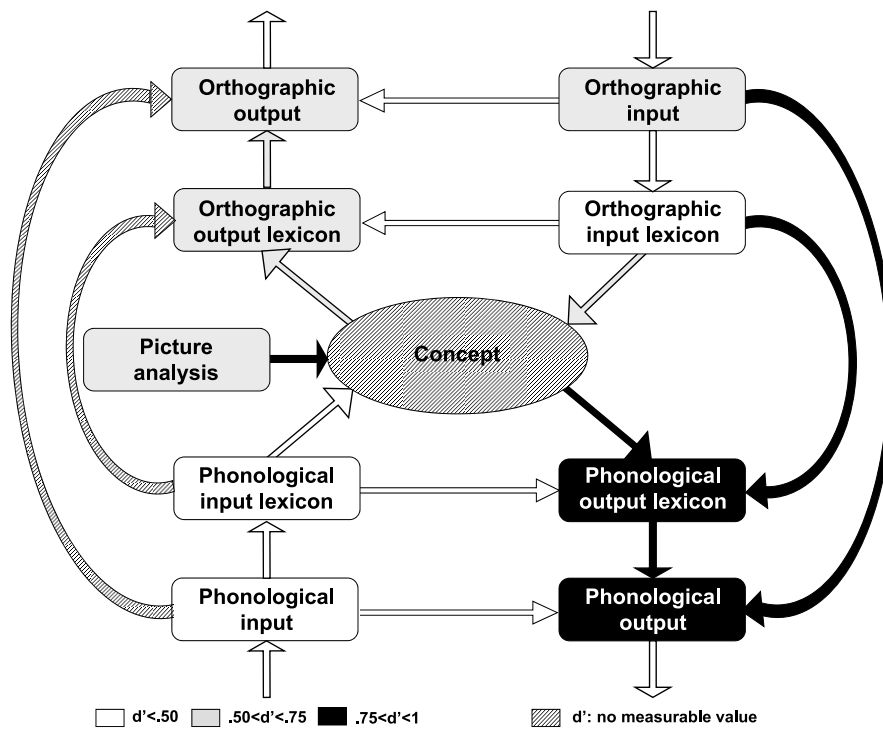 Orthographic
output
Orthographic
input
Orthographic
output lexicon
Orthographic
input lexicon
Picture
analysis
Concept
Phonological
input lexicon
Phonological
output lexicon
Phonological
input
Phonological
output
d’<.50
.50<d’<.75
.75<d’<1
d’: no measurable value